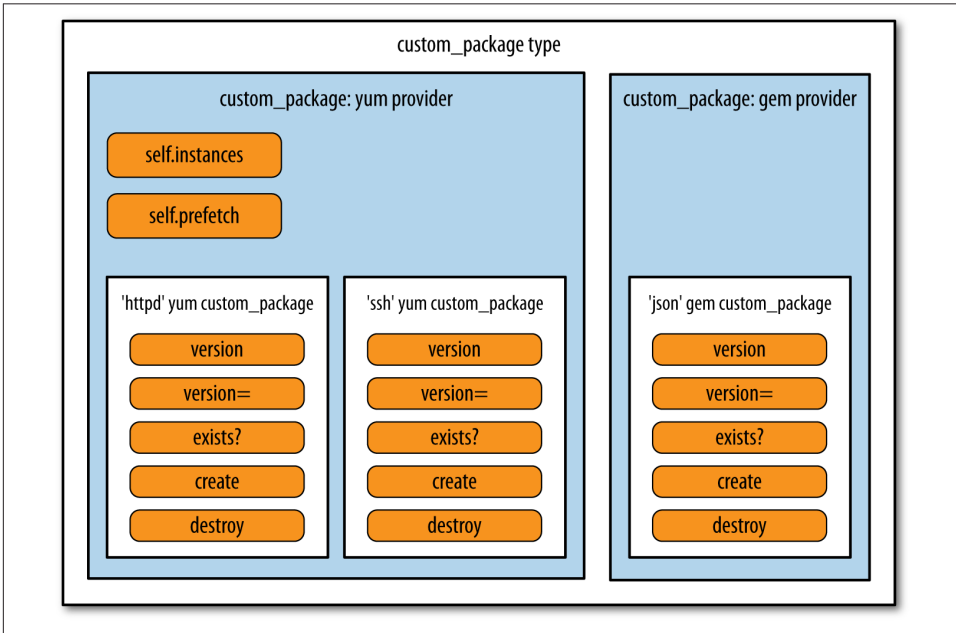 custom_package type
custom_package: yum provider
self.instances
self.prefetch
'httpd' yum custom_package
version
version=
exists?
create
destroy
'ssh' yum custom_package
version
version=
exists?
create
destroy
custom_package: gem provider
'json' gem custom_package
version
version=
exists?
create
destroy